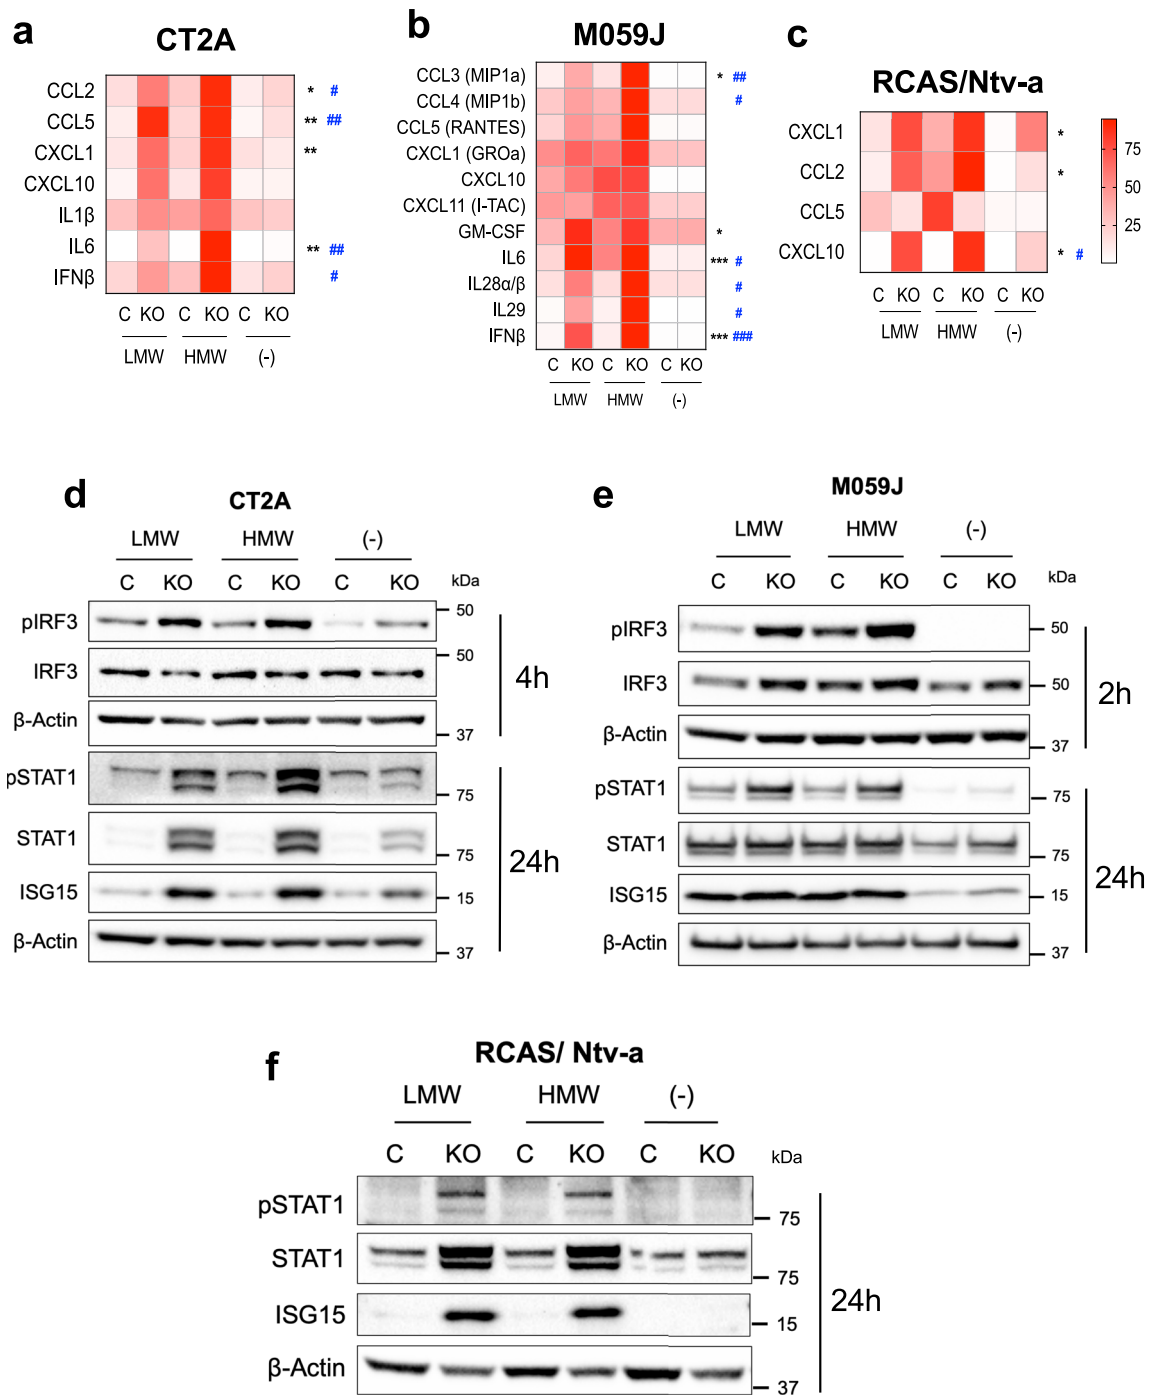 a
CT2A
CCL2 * #
CCL5 ** ##
CXCL1 **
CXCL10
IL1β
IL6 ** ##
IFNβ #
C KO C KO C KO
LMW HMW (-)
b
M059J
CCL3 (MIP1a) * ##
CCL4 (MIP1b) #
CCL5 (RANTES)
CXCL1 (GROa)
CXCL10
CXCL11 (I-TAC)
GM-CSF *
IL6 *** #
IL28α/β #
IL29 #
IFNβ *** ###
C KO C KO C KO
LMW HMW (-)
c
RCAS/Ntv-a
CXCL1 *
CCL2 *
CCL5
CXCL10 * #
C KO C KO C KO
LMW HMW (-)
75
50
25
d
CT2A
LMW HMW (-)
C KO C KO C KO kDa
pIRF3 50
IRF3 50
β-Actin 37
4h
pSTAT1 75
STAT1 75
ISG15 15
β-Actin 37
24h
e
M059J
LMW HMW (-)
C KO C KO C KO kDa
pIRF3 50
IRF3 50
β-Actin 37
2h
pSTAT1 75
STAT1 75
ISG15 15
β-Actin 37
24h
f
RCAS/ Ntv-a
LMW HMW (-)
C KO C KO C KO kDa
pSTAT1 75
STAT1 75
ISG15 15
β-Actin 37
24h